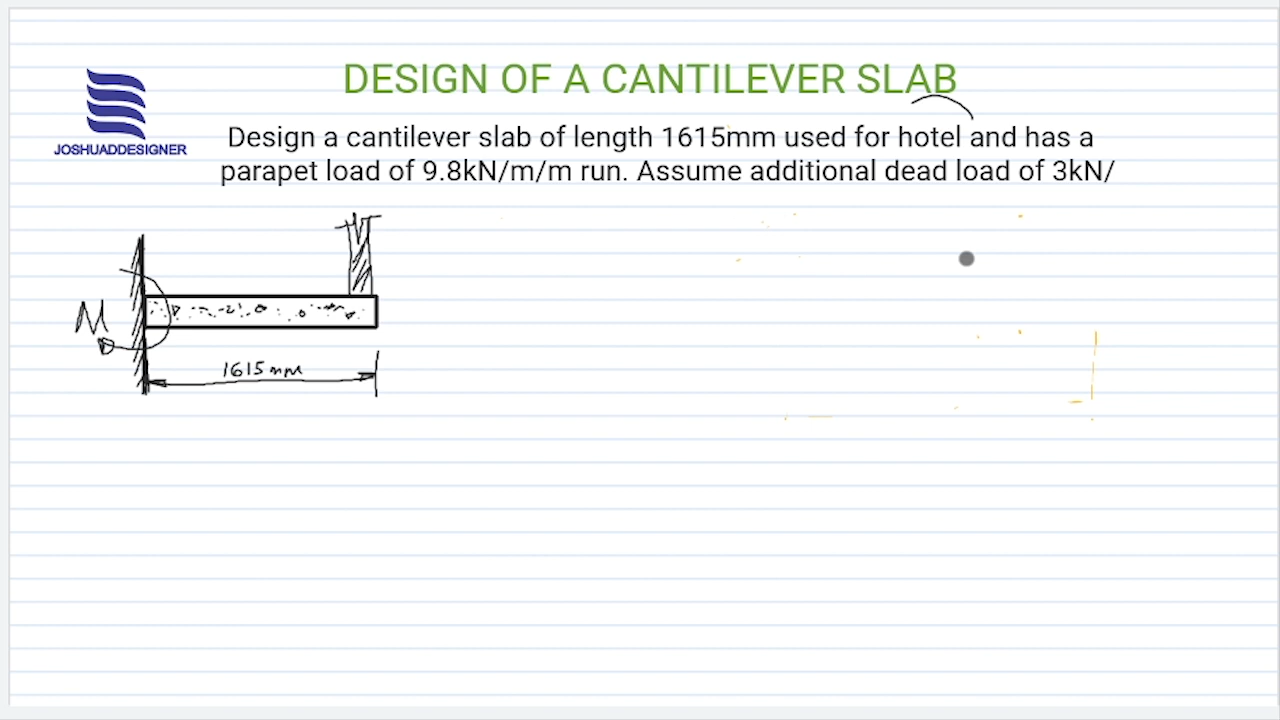 DESIGN OF A CANTILEVER SLAB
Design a cantilever slab of length 1615mm used for hotel and has a
parapet load of 9.8kN/m/m run. Assume additional dead load of 3kN/
JOSHUADDESIGNER
M
1615mm